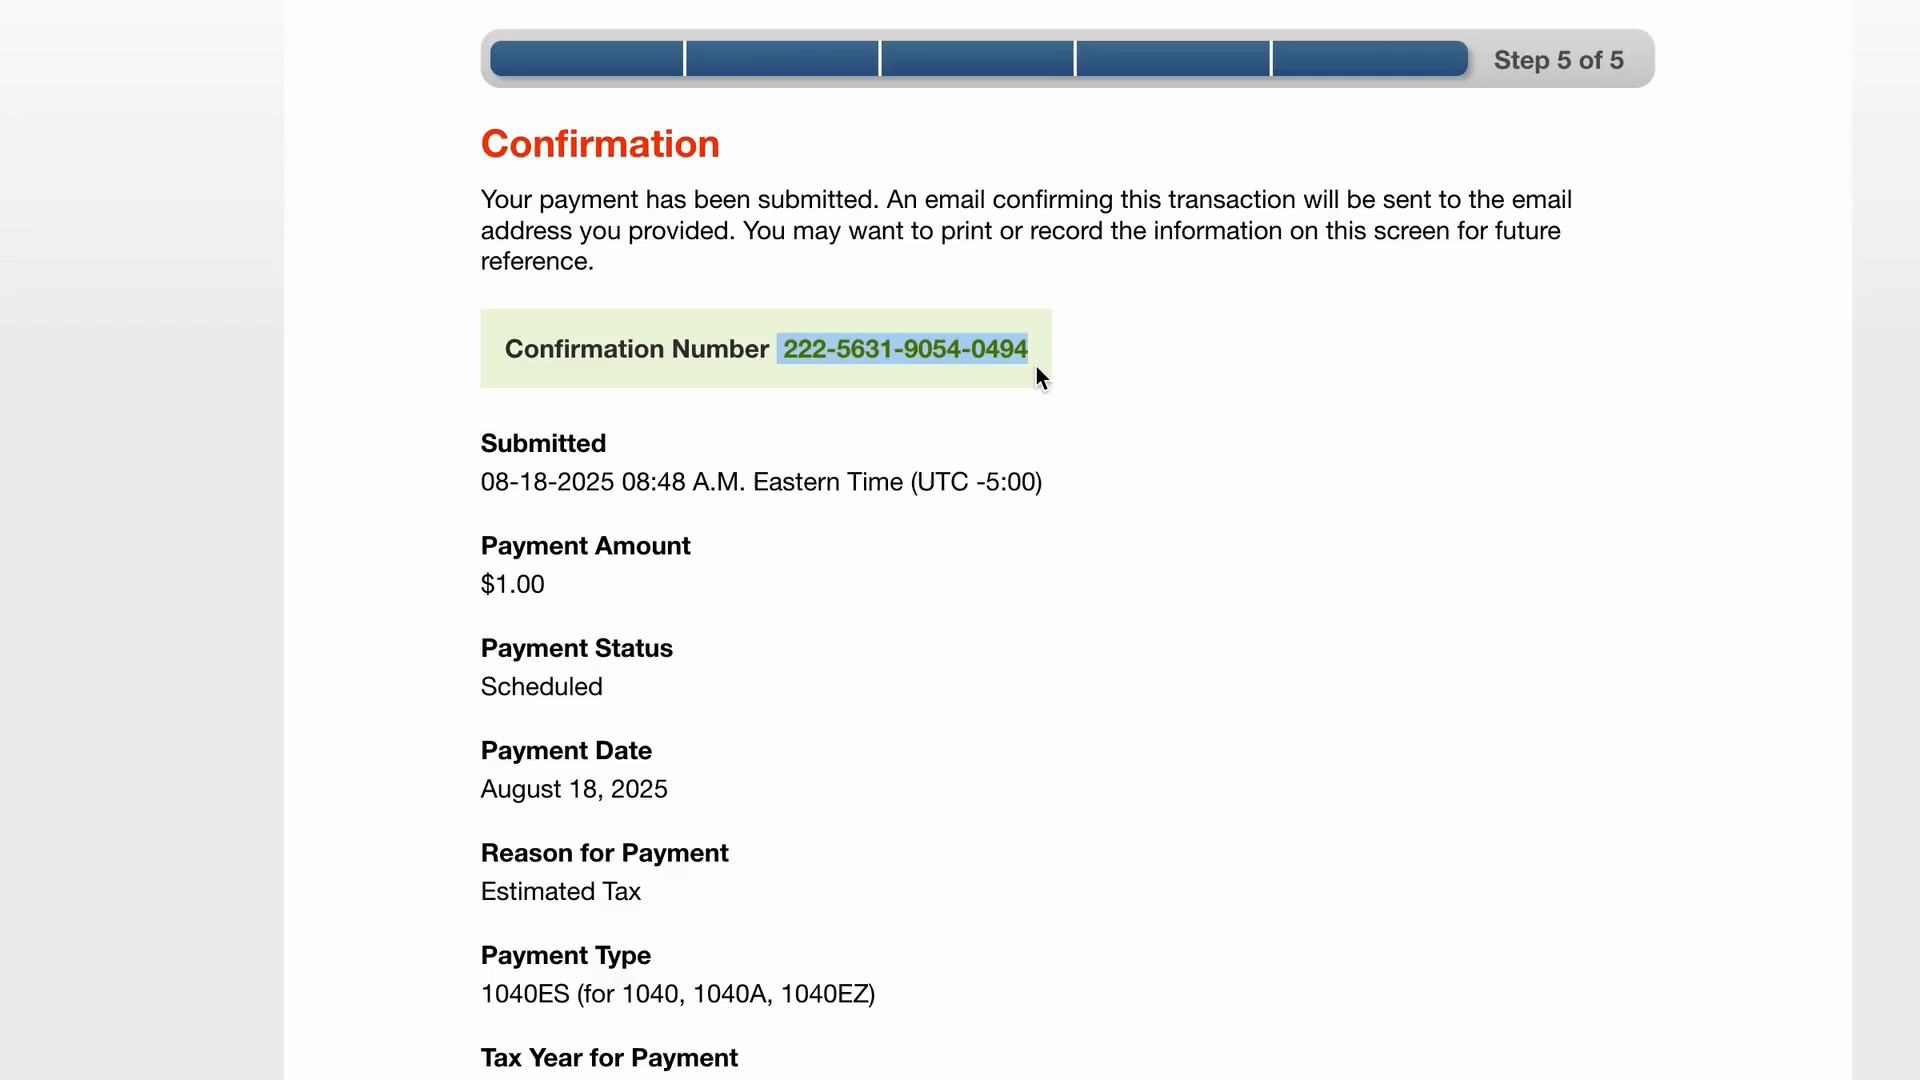 Step 5 of 5
Confirmation
Your payment has been submitted. An email confirming this transaction will be sent to the email
address you provided. You may want to print or record the information on this screen for future
reference.
Confirmation Number 222-5631-9054-0494
Submitted
08-18-2025 08:48 A.M. Eastern Time (UTC -5:00)
Payment Amount
$1.00
Payment Status
Scheduled
Payment Date
August 18, 2025
Reason for Payment
Estimated Tax
Payment Type
1040ES (for 1040, 1040A, 1040EZ)
Tax Year for Payment